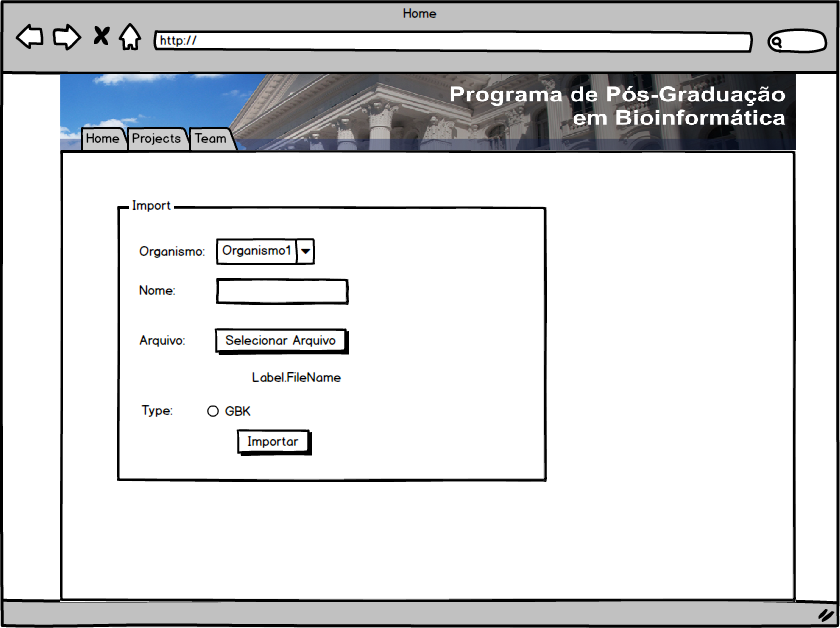 Home
http://
Programa de Pós-Graduação
em Bioinformática
Home Projects Team
Import
Organismo: Organismo1
Nome:
Arquivo: Selecionar Arquivo
Label.FileName
Type: GBK
Importar